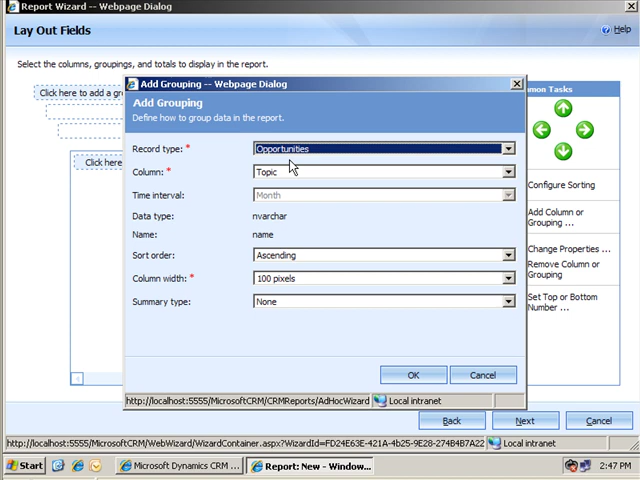 Report Wizard -- Webpage Dialog
Lay Out Fields
Help
Select the columns, groupings, and totals to display in the report.
Click here to add a gr
mon Tasks
Click here
Configure Sorting
Add Column or
Grouping ...
Change Properties ...
Remove Column or
Grouping
Set Top or Bottom
Number ...
Add Grouping -- Webpage Dialog
Add Grouping
Define how to group data in the report.
Record type: * Opportunities
Column: * Topic
Time interval: Month
Data type: nvarchar
Name: name
Sort order: Ascending
Column width: * 100 pixels
Summary type: None
OK Cancel
http://localhost:5555/MicrosoftCRM/CRMReports/AdHocWizard Local intranet
Back Next Cancel
http://localhost:5555/MicrosoftCRM/WebWizard/WizardContainer.aspx?WizardId=FD24E63E-421A-4b25-9E28-274B4B7A22 Local intranet
Start Microsoft Dynamics CRM ... Report: New - Window... 2:47 PM